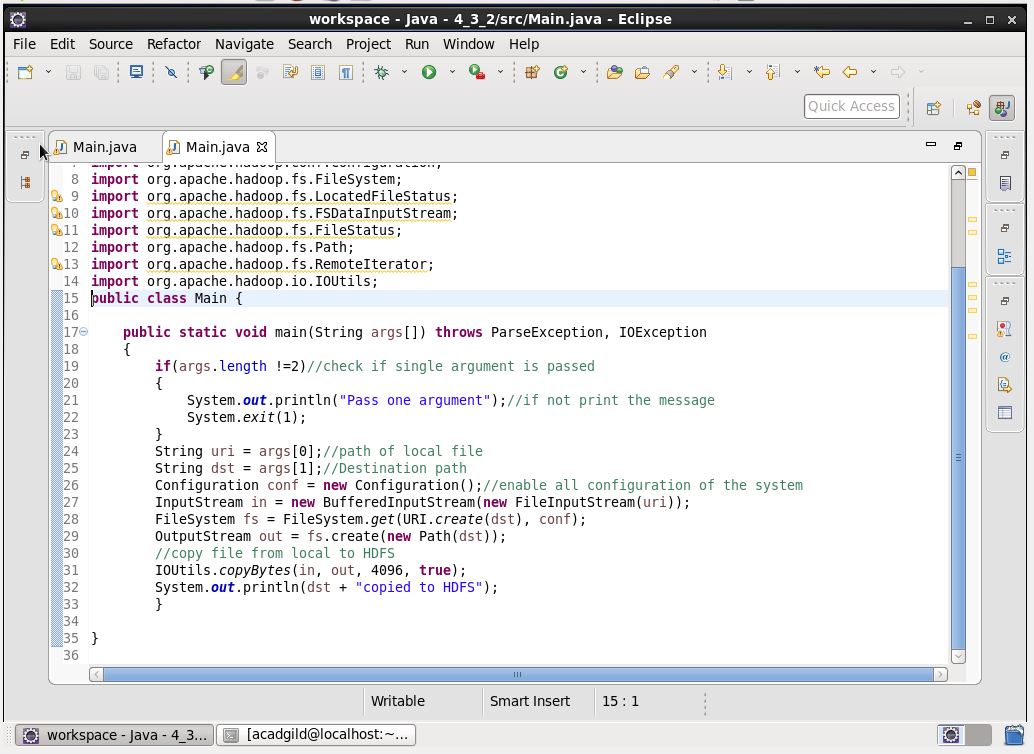 workspace - Java - 4_3_2/src/Main.java - Eclipse
File Edit Source Refactor Navigate Search Project Run Window Help
Quick Access
Main.java Main.java
7 import org.apache.hadoop.conf.Configuration;
8 import org.apache.hadoop.fs.FileSystem;
9 import org.apache.hadoop.fs.LocatedFileStatus;
10 import org.apache.hadoop.fs.FSDataInputStream;
11 import org.apache.hadoop.fs.FileStatus;
12 import org.apache.hadoop.fs.Path;
13 import org.apache.hadoop.fs.RemoteIterator;
14 import org.apache.hadoop.io.IOUtils;
15 public class Main {
16
17 public static void main(String args[]) throws ParseException, IOException
18 {
19 if(args.length !=2)//check if single argument is passed
20 {
21 System.out.println("Pass one argument");//if not print the message
22 System.exit(1);
23 }
24 String uri = args[0];//path of local file
25 String dst = args[1];//Destination path
26 Configuration conf = new Configuration();//enable all configuration of the system
27 InputStream in = new BufferedInputStream(new FileInputStream(uri));
28 FileSystem fs = FileSystem.get(URI.create(dst), conf);
29 OutputStream out = fs.create(new Path(dst));
30 //copy file from local to HDFS
31 IOUtils.copyBytes(in, out, 4096, true);
32 System.out.println(dst + "copied to HDFS");
33 }
34
35 }
36
Writable Smart Insert 15 : 1
workspace - Java - 4_3... [acadgild@localhost:~...